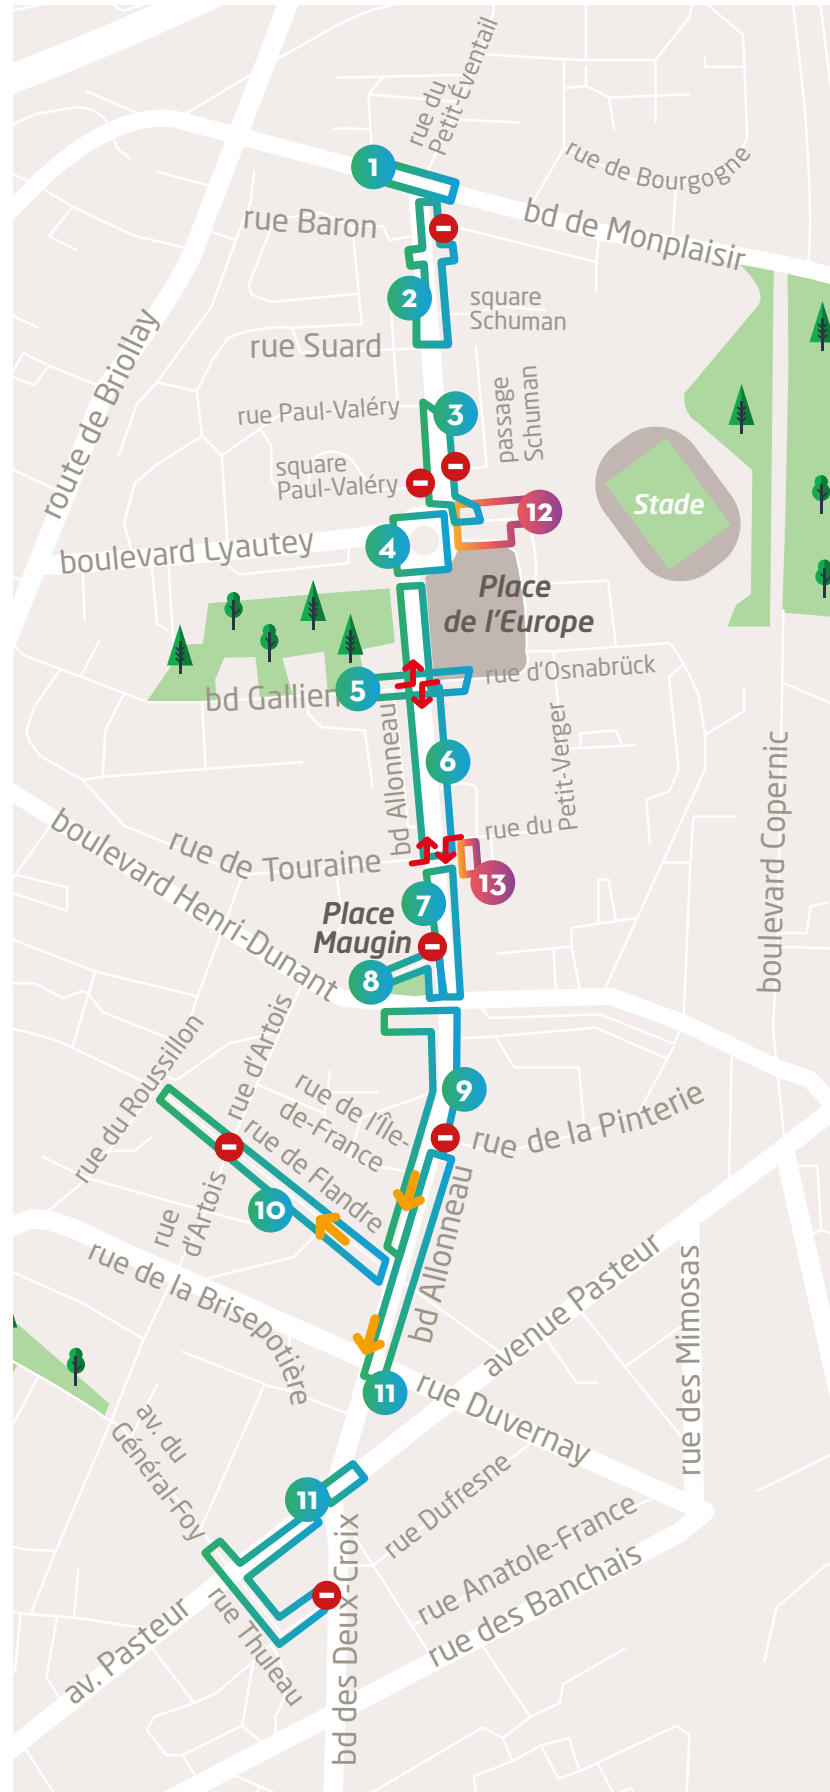 rue du
Petit-Éventail
rue de Bourgogne
1
rue Baron
bd de Monplaisir
2
square
Schuman
rue Suard
route de Briollay
rue Paul-Valéry
3
passage
Schuman
square
Paul-Valéry
Stade
12
boulevard Lyautey
4
Place
de l'Europe
rue d'Osnabrück
5
bd Gallieni
bd Allonneau
6
rue du
Petit-Verger
boulevard Copernic
rue de Touraine
boulevard Henri-Dunant
13
7
Place
Maugin
8
rue du Roussillon
rue d'Artois
9
rue de l'Île-
de-France
rue de la Pinterie
rue de Flandre
10
rue
d'Artois
bd Allonneau
rue de la Brisepotière
avenue Pasteur
rue des Mimosas
11
rue Duvernay
av. du
Général-Foy
11
rue Dufresne
rue Anatole-France
rue des Banchais
av. Pasteur
rue Thuleau
bd des Deux-Croix